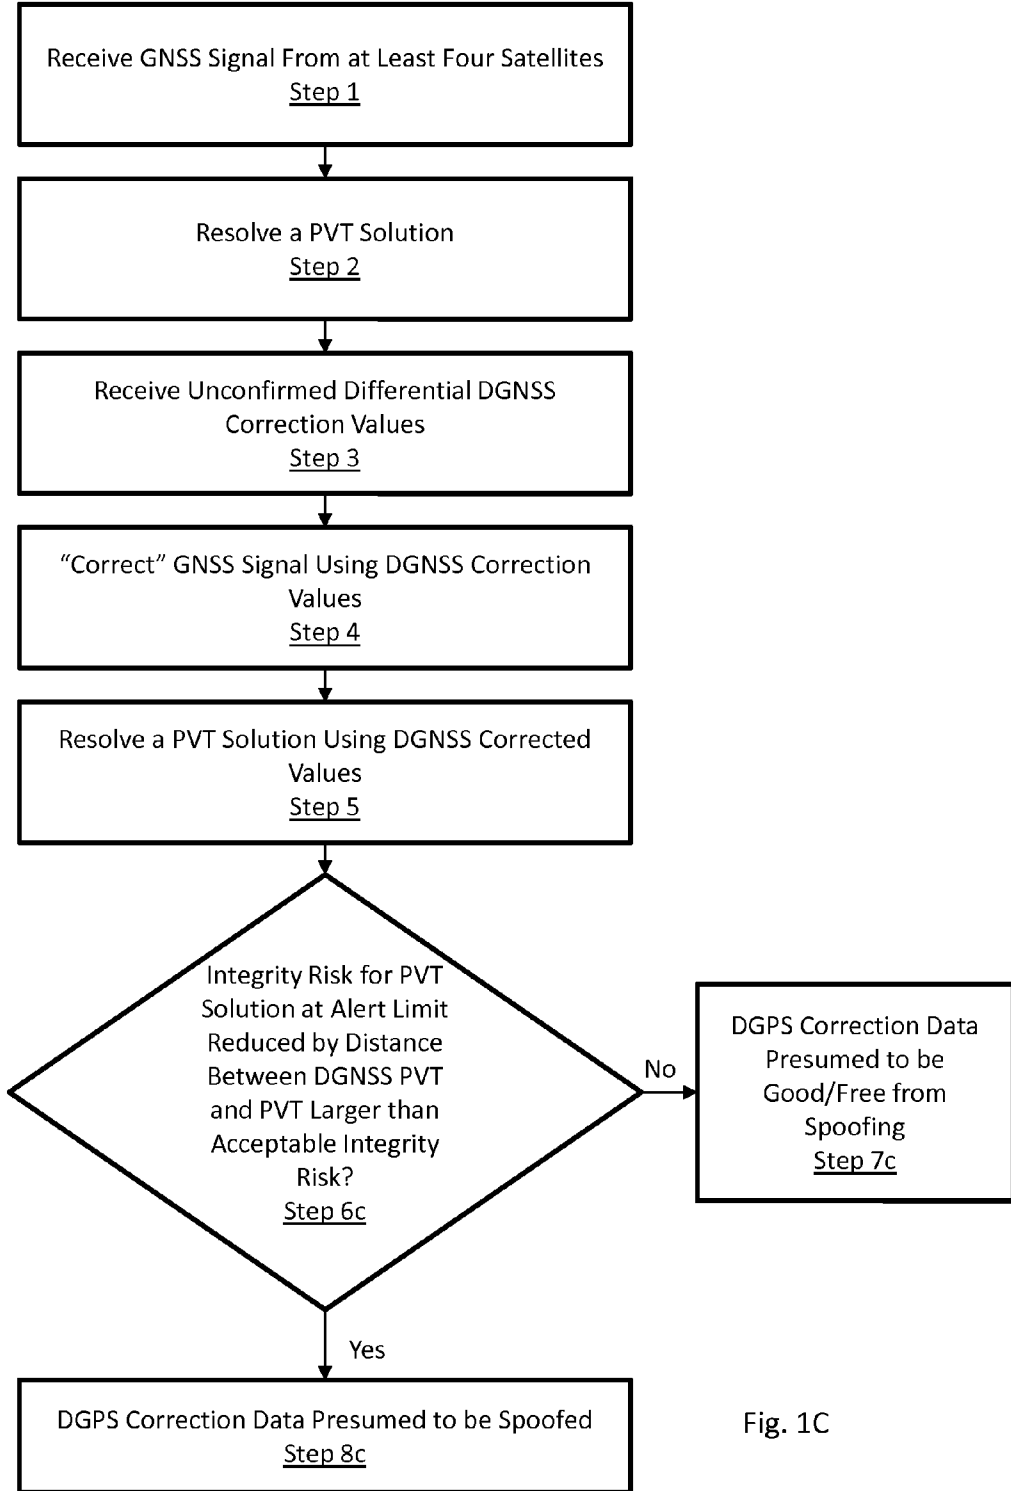 Receive GNSS Signal From at Least Four Satellites
Step 1
Resolve a PVT Solution
Step 2
Receive Unconfirmed Differential DGNSS
Correction Values
Step 3
“Correct” GNSS Signal Using DGNSS Correction
Values
Step 4
Resolve a PVT Solution Using DGNSS Corrected
Values
Step 5
Integrity Risk for PVT
Solution at Alert Limit
Reduced by Distance
Between DGNSS PVT
and PVT Larger than
Acceptable Integrity
Risk?
Step 6c
No
DGPS Correction Data
Presumed to be
Good/Free from
Spoofing
Step 7c
Yes
DGPS Correction Data Presumed to be Spoofed
Step 8c
Fig. 1C